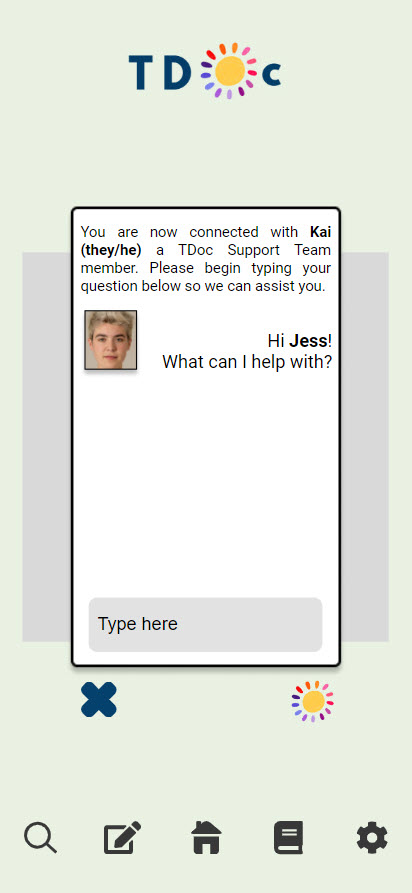 TDoc
You are now connected with Kai
(they/he) a TDoc Support Team
member. Please begin typing your
question below so we can assist you.
Hi Jess!
What can I help with?
Type here